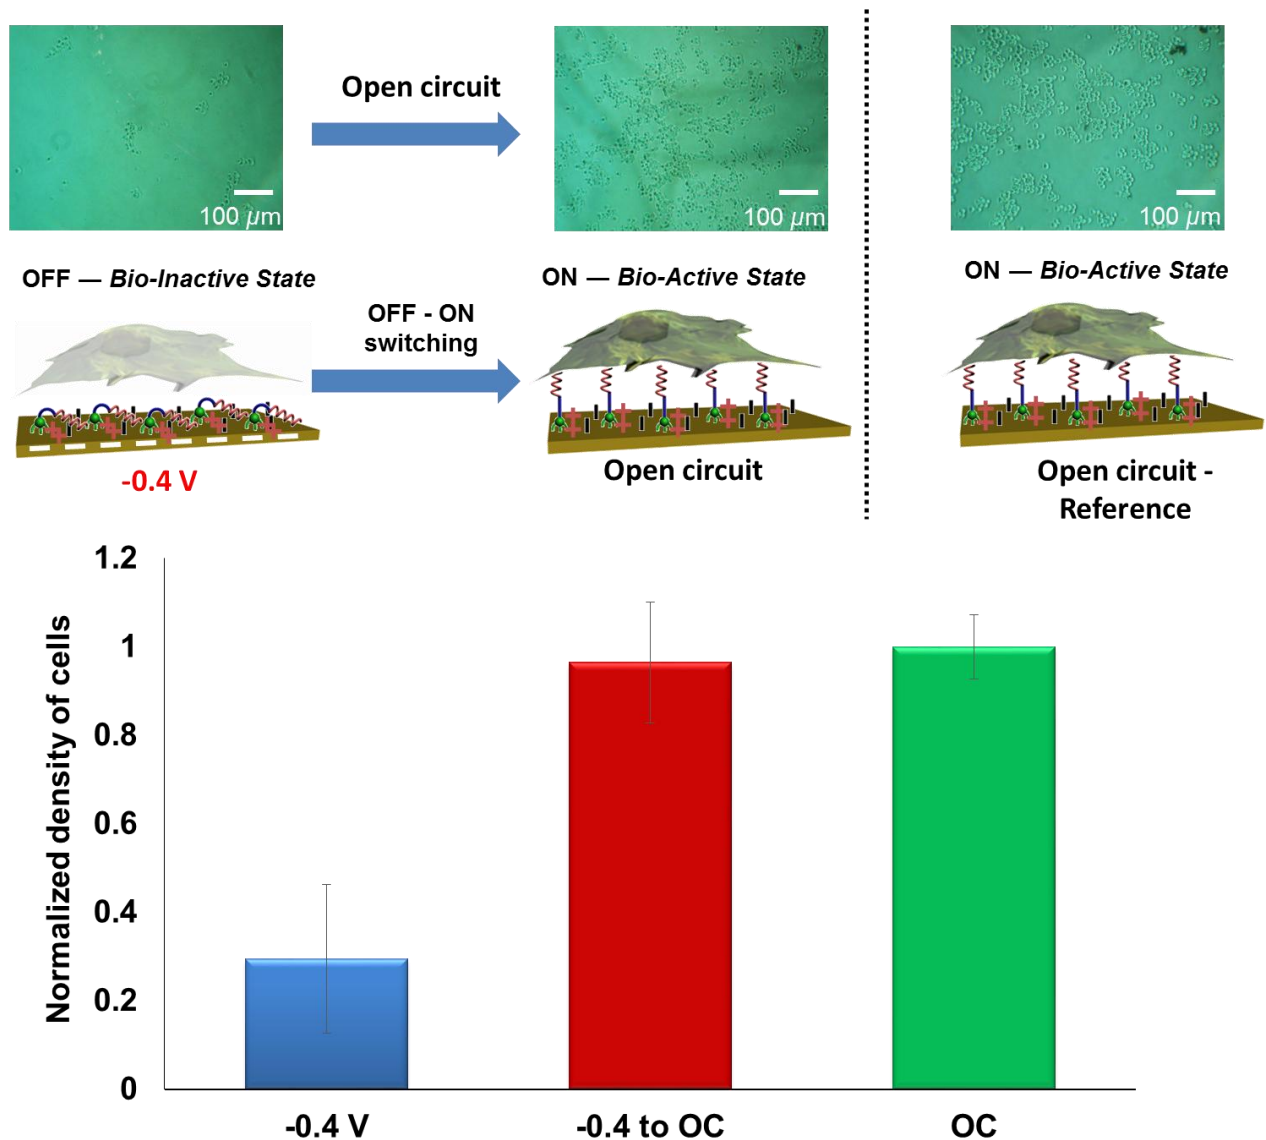 Open circuit
100 µm
100 µm
100 µm
OFF — Bio-Inactive State
ON — Bio-Active State
ON — Bio-Active State
OFF - ON
switching
-0.4 V
Open circuit
Open circuit -
Reference
Normalized density of cells
1.2
1
0.8
0.6
0.4
0.2
0
-0.4 V
-0.4 to OC
OC